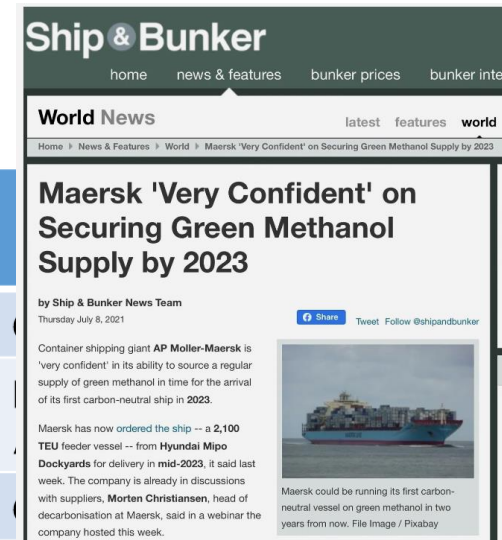 Ship & Bunker
home news & features bunker prices
World News
latest features world
Home News & Features World Maersk 'Very Confident' on Securing Green Methanol Supply by 2023
Maersk 'Very Confident' on
Securing Green Methanol
Supply by 2023
by Ship & Bunker News Team
Thursday July 8, 2021
Share Tweet Follow @shipandbunker
Container shipping giant AP Moller-Maersk is
'very confident' in its ability to source a regular
supply of green methanol in time for the arrival
of its first carbon-neutral ship in 2023.
Maersk has now ordered the ship -- a 2,100
TEU feeder vessel -- from Hyundai Mipo
Dockyards for delivery in mid-2023, it said last
week. The company is already in discussions
with suppliers, Morten Christiansen, head of
decarbonisation at Maersk, said in a webinar the
company hosted this week.
Maersk could be running its first carbon-
neutral vessel on green methanol in two
years from now. File Image / Pixabay